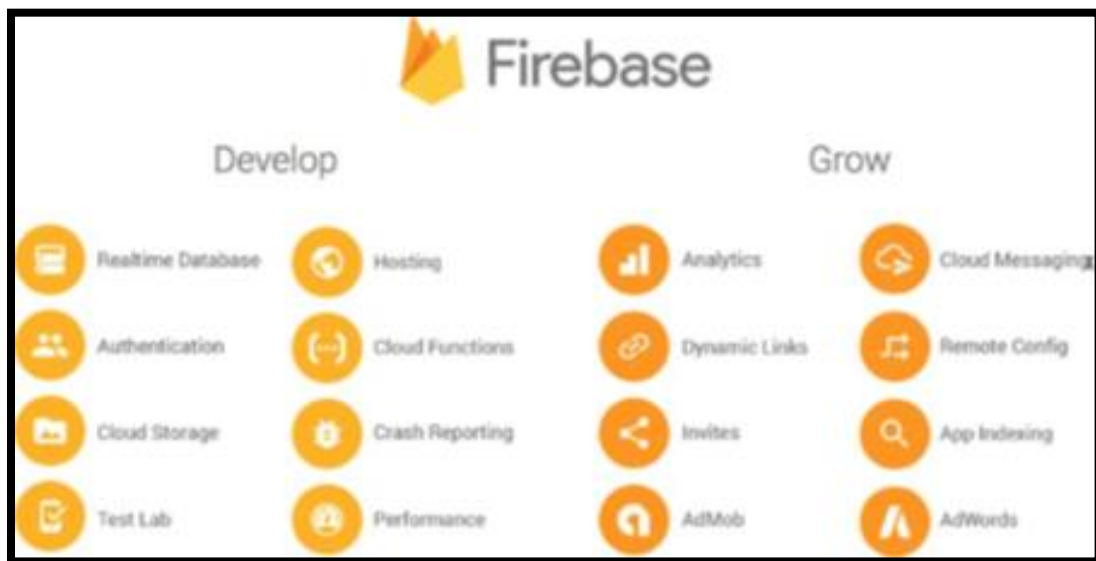 Firebase
Develop
Grow
Realtime Database
Hosting
Analytics
Cloud Messaging
Authentication
Cloud Functions
Dynamic Links
Remote Config
Cloud Storage
Crash Reporting
Invites
App Indexing
Test Lab
Performance
AdMob
AdWords